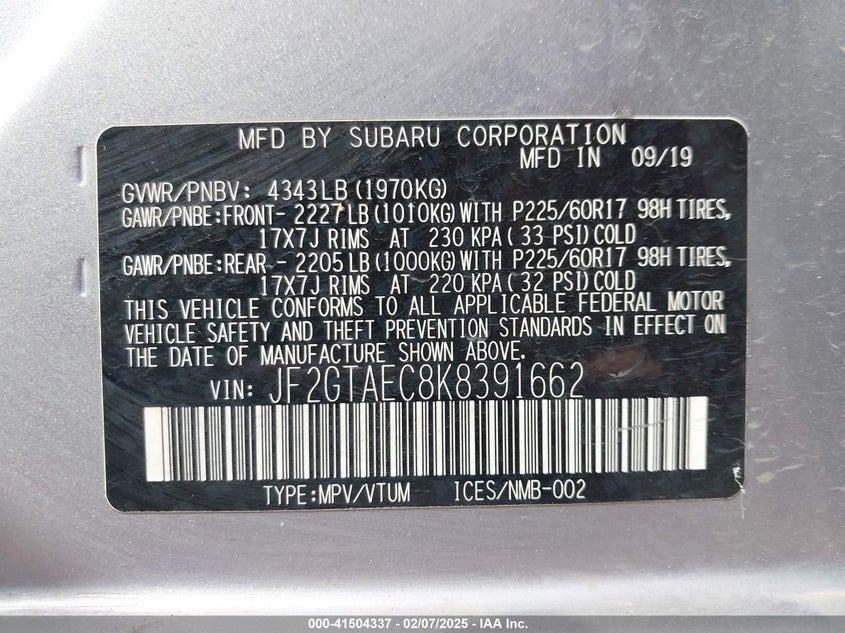 MFD BY SUBARU CORPORATION
MFD IN 09/19
GVWR/PNBV: 4343LB(1970KG)
GAWR/PNBE:FRONT- 2227LB(1010KG)WITH P225/60R17 98H TIRES,
17X7J RIMS AT 230 KPA( 33 PSI)COLD
GAWR/PNBE:REAR - 2205LB(1000KG)WITH P225/60R17 98H TIRES,
17X7J RIMS AT 220 KPA( 32 PSI)COLD
THIS VEHICLE CONFORMS TO ALL APPLICABLE FEDERAL MOTOR
VEHICLE SAFETY AND THEFT PREVENTION STANDARDS IN EFFECT ON
THE DATE OF MANUFACTURE SHOWN ABOVE.
VIN: JF2GTAEC8K8391662
TYPE:MPV/VTUM ICES/NMB-002
000-41504337 - 02/07/2025 - IAA Inc.